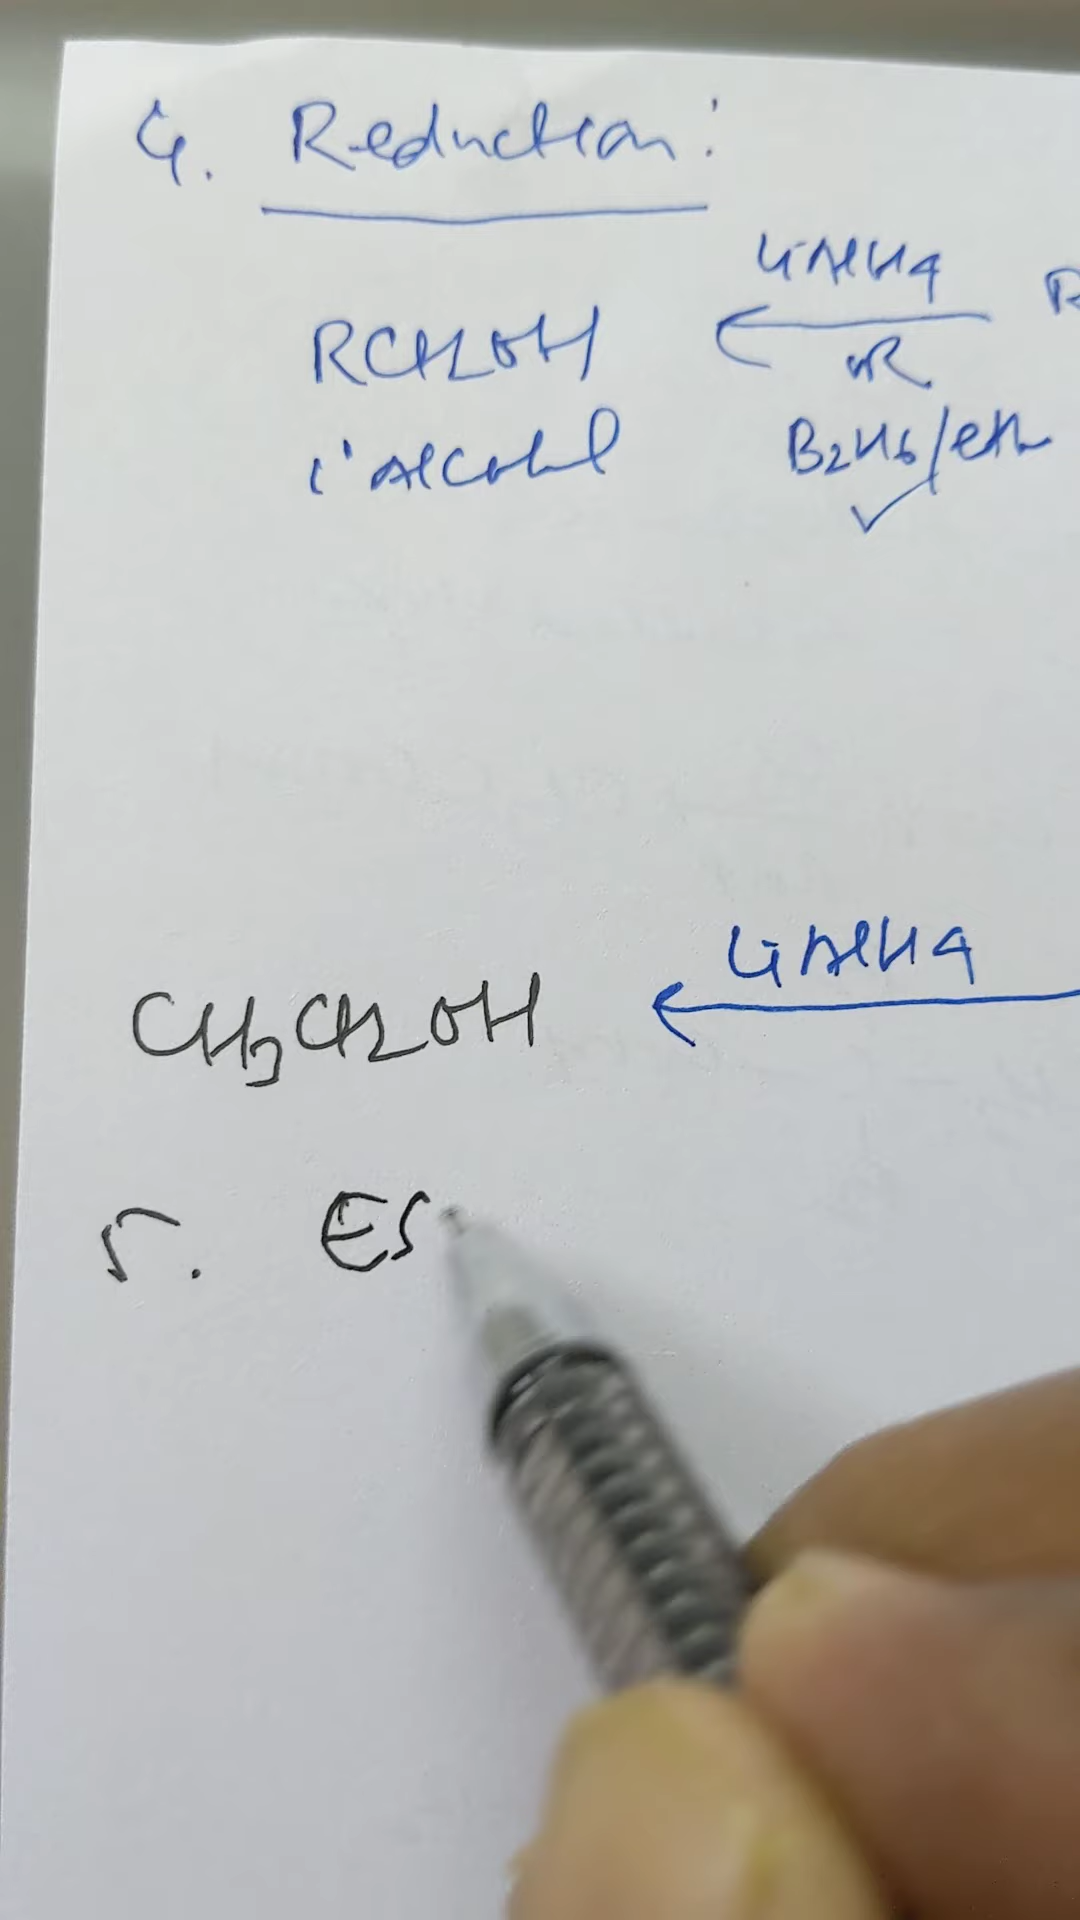 4. Reduction:
LiAlH4
RCH2OH R
OR
1° Alcohol B2H6/eth
LiAlH4
CH3CH2OH
5. Es